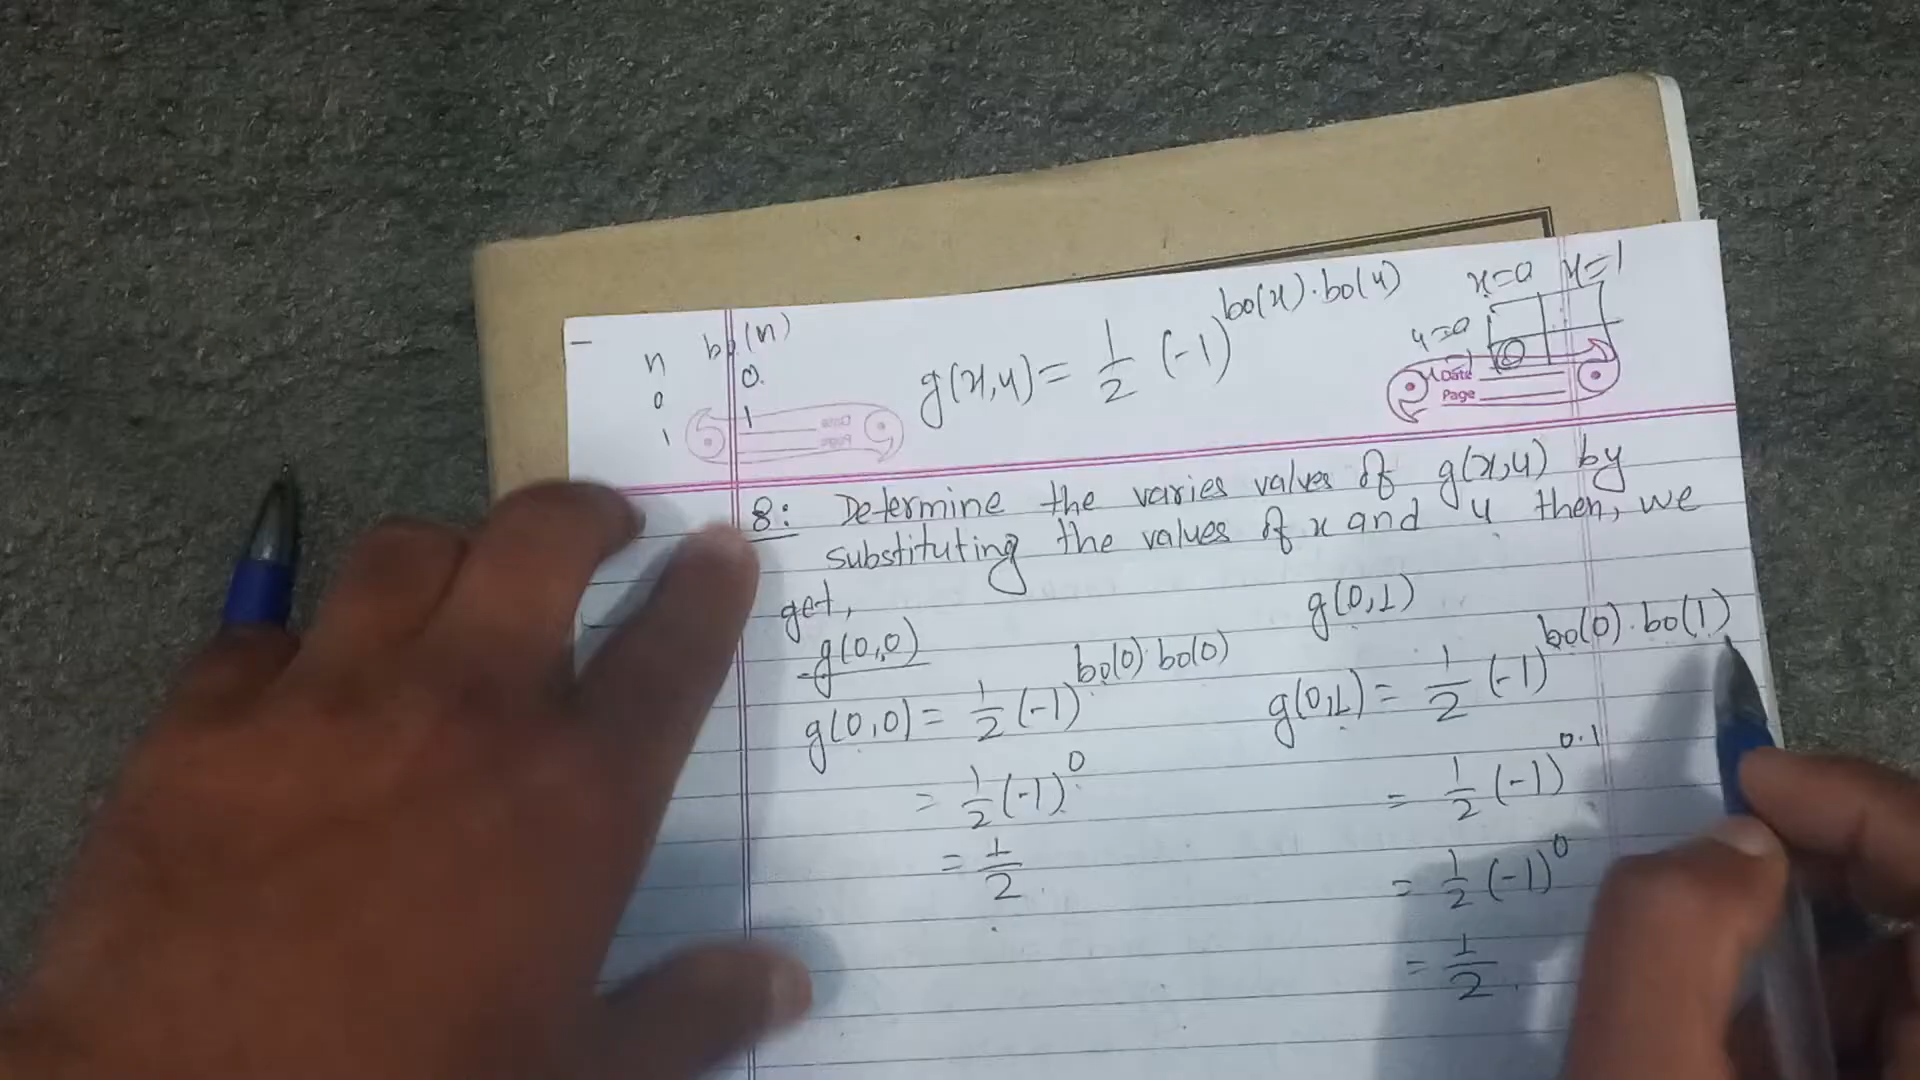 n b0(n)
0 0.
1 1
g(x,y) = 1/2 (-1)^b0(x).b0(y)
x=0 x=1
y=0
Date
Page
8: Determine the varies values of g(x,y) by
substituting the values of x and y then, we
get,
g(0,0)
g(0,0) = 1/2 (-1)^b0(0).b0(0)
= 1/2 (-1)^0
= 1/2
g(0,1)
g(0,1) = 1/2 (-1)^b0(0).b0(1)
= 1/2 (-1)^0.1
= 1/2 (-1)^0
= 1/2.